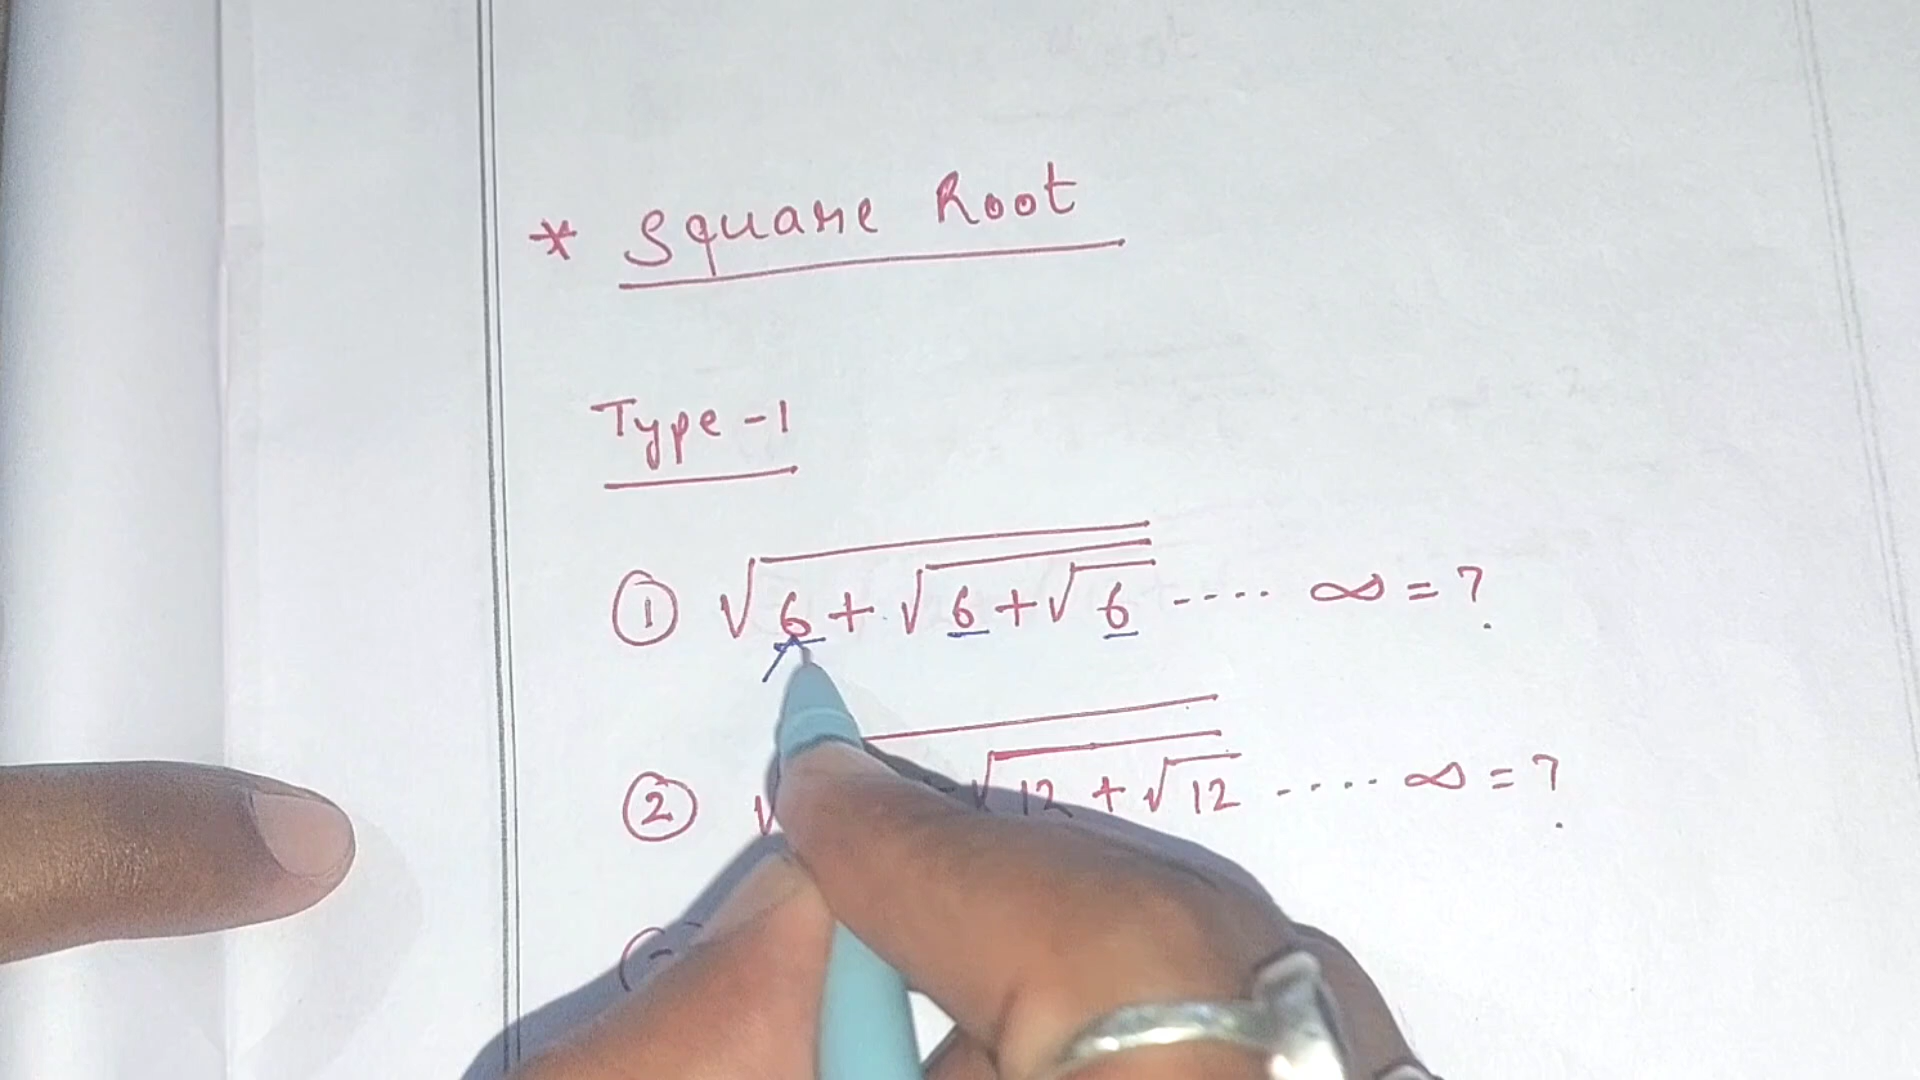 * Square Root
Type-1
① √6+√6+√6 ---- ∞ = ?
② √ √12+√12 ---- ∞ = ?